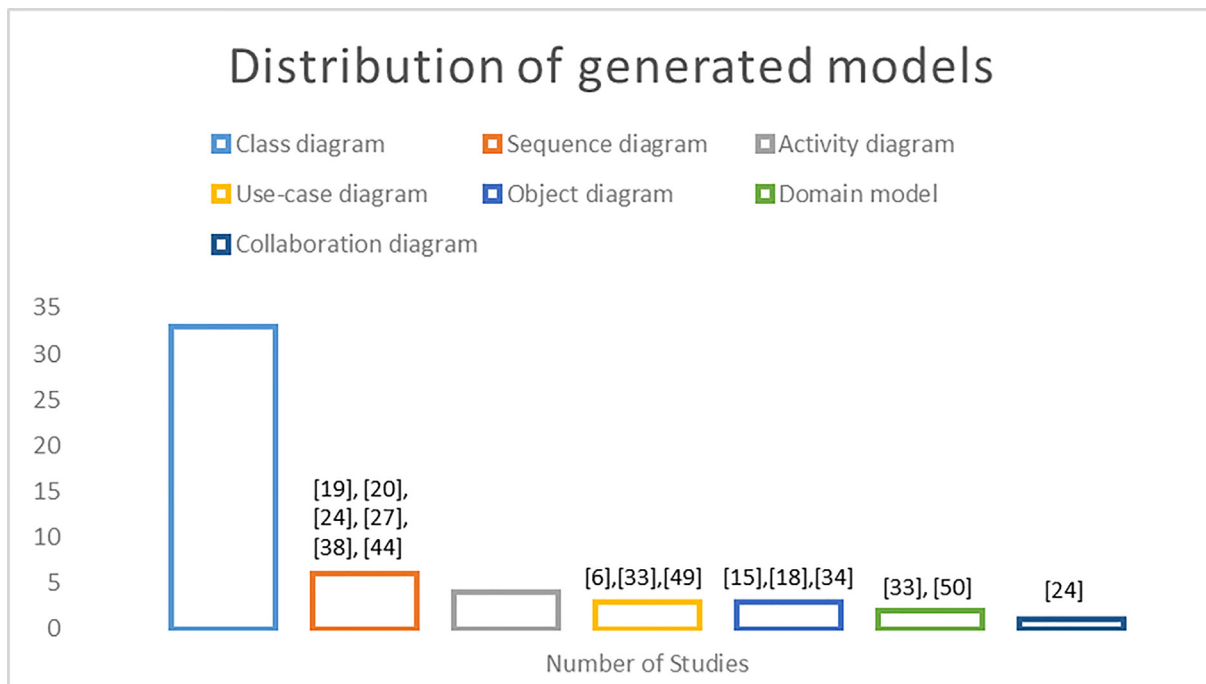 Distribution of generated models
Class diagram
Sequence diagram
Activity diagram
Use-case diagram
Object diagram
Domain model
Collaboration diagram
35
30
25
20
15
10
5
0
[19], [20],
[24], [27],
[38], [44]
[6],[33],[49]
[15],[18],[34]
[33], [50]
[24]
Number of Studies